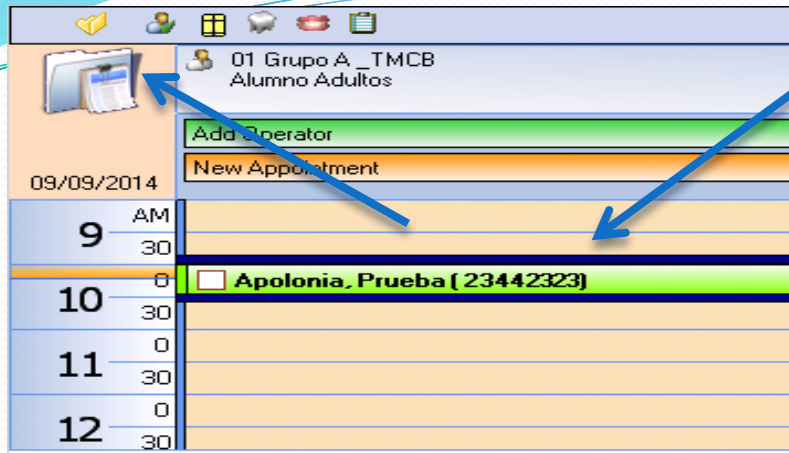 01 Grupo A _TMCB
Alumno Adultos
Add Operator
New Appointment
09/09/2014
9 AM
30
Apolonia, Prueba ( 23442323)
10 0
30
11 0
30
12 0
30